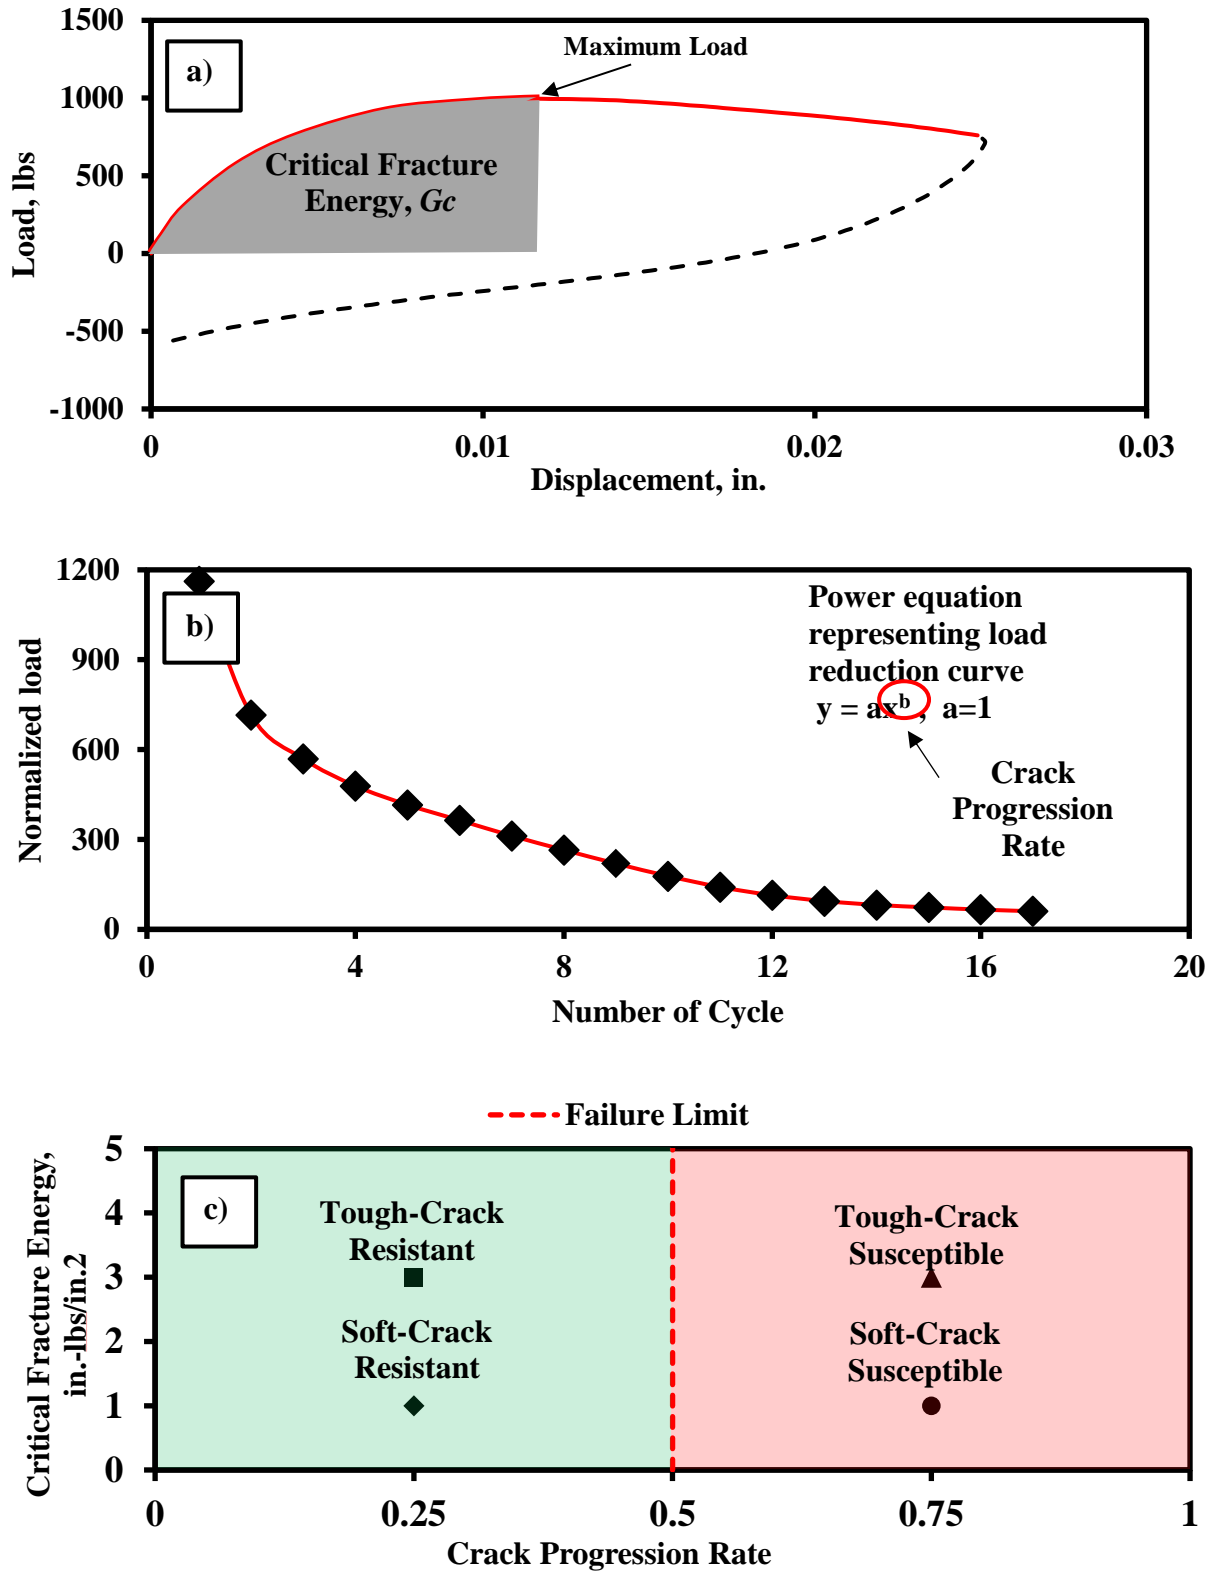 1500
1000
500
0
-500
-1000
Load, lbs
a)
Maximum Load
Critical Fracture
Energy, Gc
0
0.01
0.02
0.03
Displacement, in.
1200
900
600
300
0
Normalized load
b)
Power equation
representing load
reduction curve
y = axᵇ , a=1
Crack
Progression
Rate
0
4
8
12
16
20
Number of Cycle
Failure Limit
5
4
3
2
1
0
Critical Fracture Energy,
in.-lbs/in.2
c)
Tough-Crack
Resistant
Soft-Crack
Resistant
Tough-Crack
Susceptible
Soft-Crack
Susceptible
0
0.25
0.5
0.75
1
Crack Progression Rate